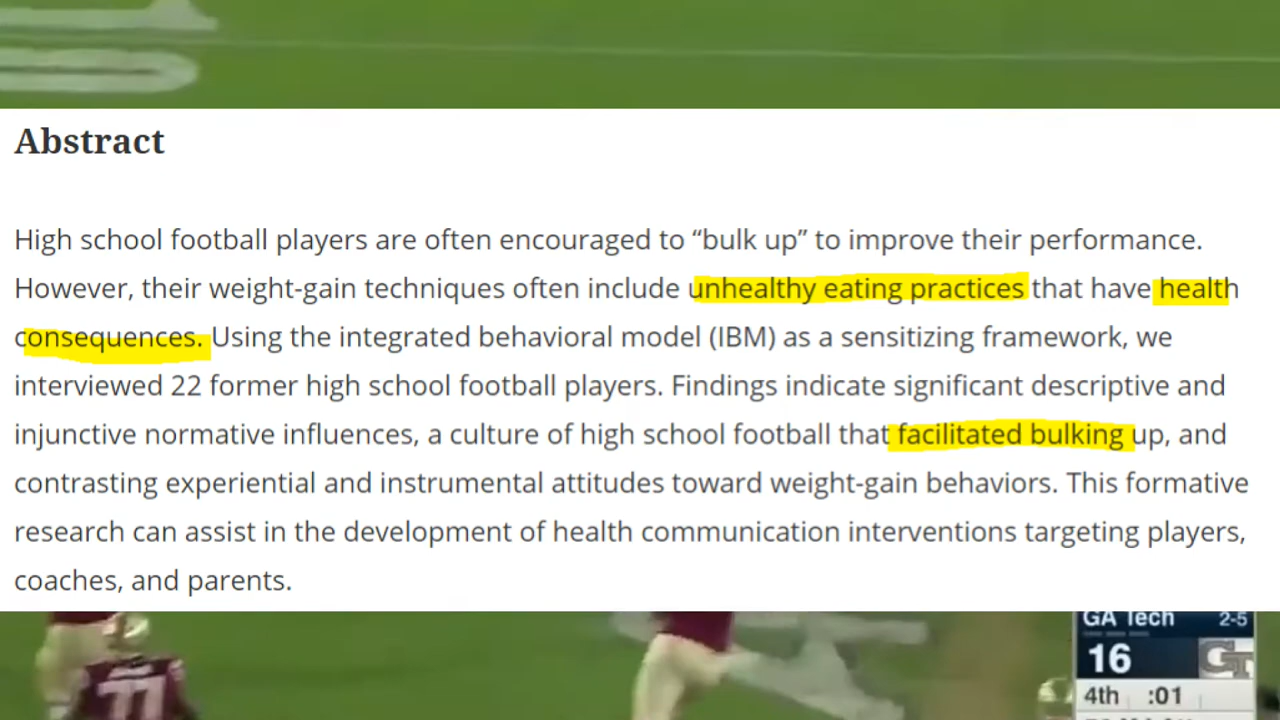 Abstract
High school football players are often encouraged to “bulk up” to improve their performance.
However, their weight-gain techniques often include unhealthy eating practices that have health
consequences. Using the integrated behavioral model (IBM) as a sensitizing framework, we
interviewed 22 former high school football players. Findings indicate significant descriptive and
injunctive normative influences, a culture of high school football that facilitated bulking up, and
contrasting experiential and instrumental attitudes toward weight-gain behaviors. This formative
research can assist in the development of health communication interventions targeting players,
coaches, and parents.
GA Tech 2-5
16 GT
4th :01
77